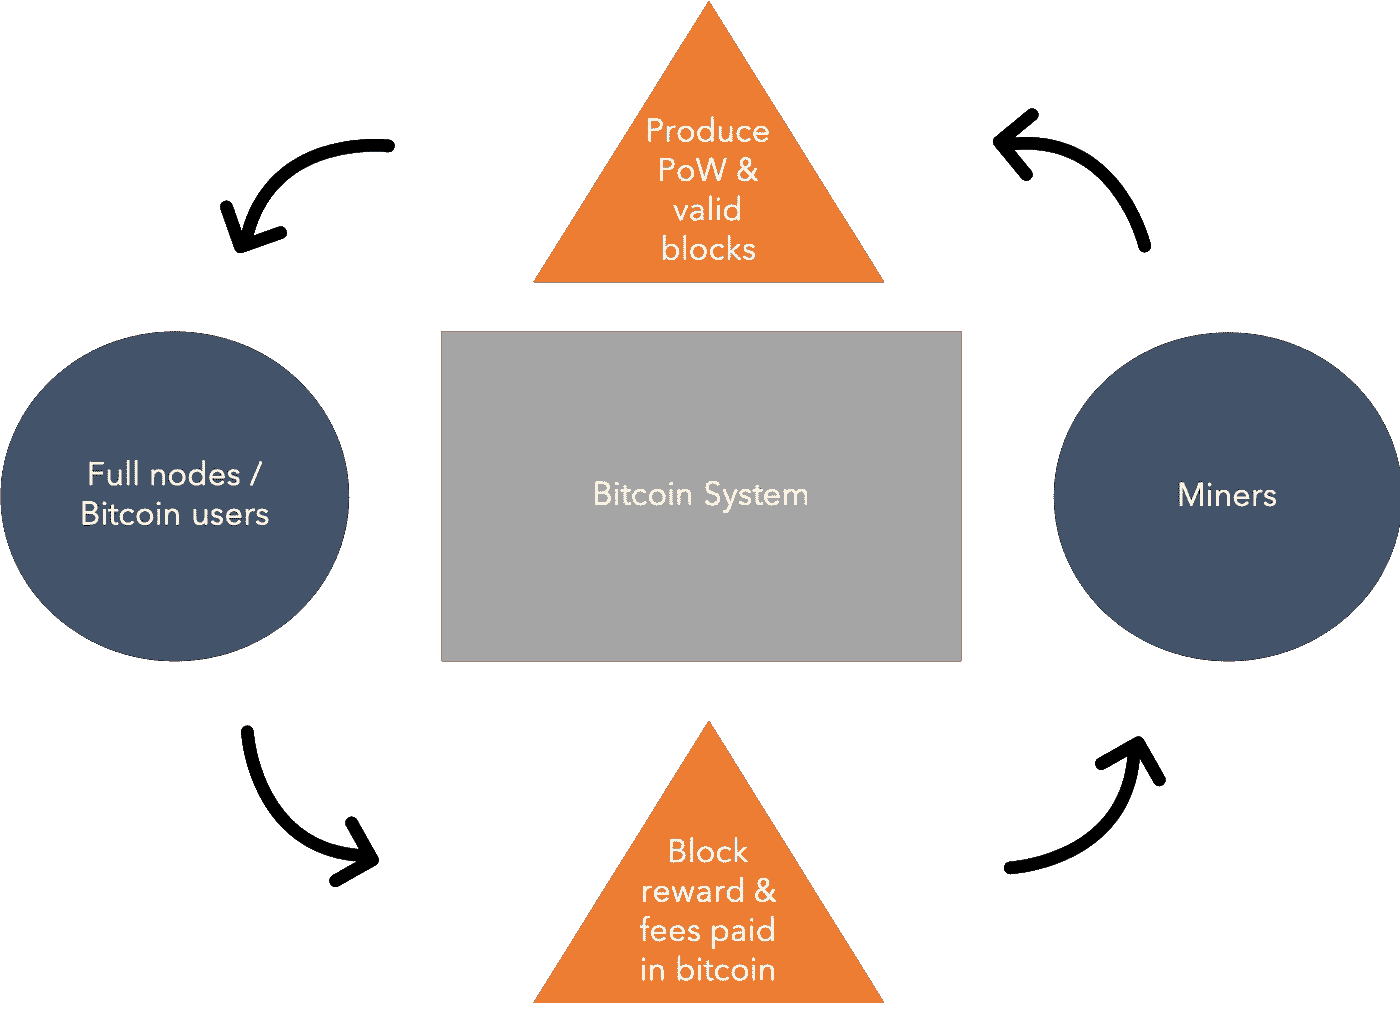 Produce
PoW &
valid
blocks
Full nodes /
Bitcoin users
Bitcoin System
Miners
Block
reward &
fees paid
in bitcoin